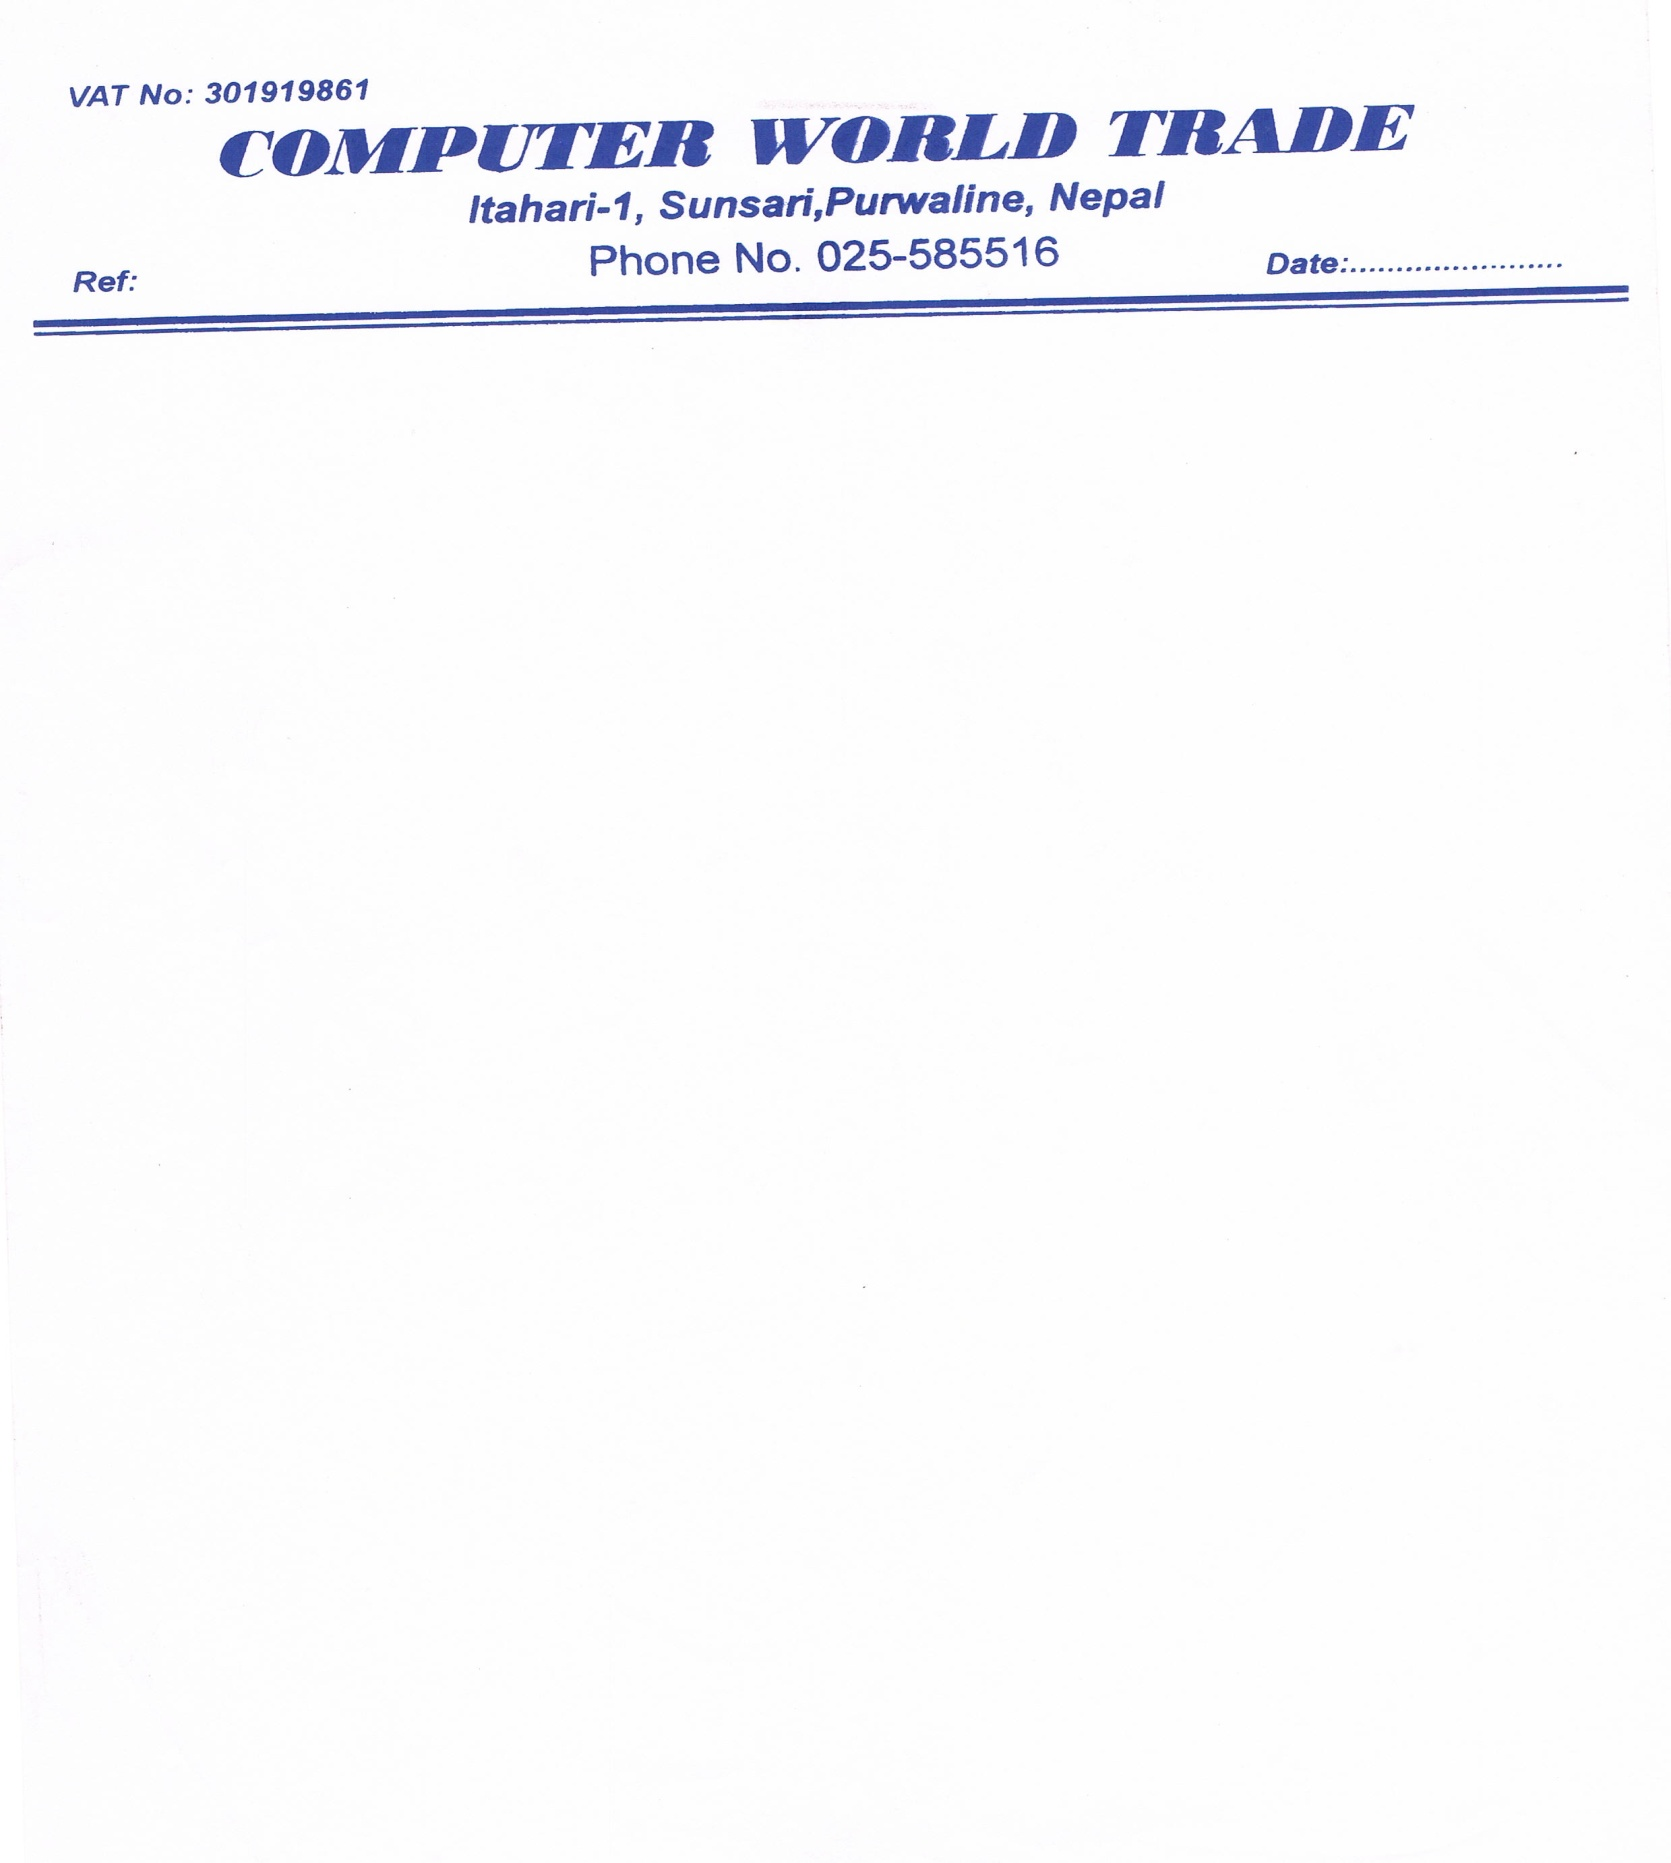 VAT No: 301919861
COMPUTER WORLD TRADE
Itahari-1, Sunsari,Purwaline, Nepal
Phone No. 025-585516
Ref:
Date:.......................